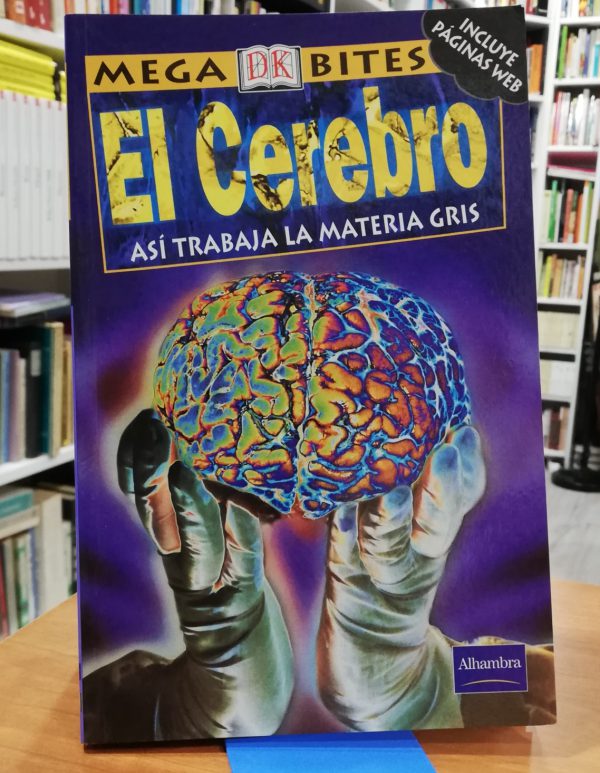 MEGA DK BITES
INCLUYE
PÁGINAS WEB
El Cerebro
ASÍ TRABAJA LA MATERIA GRIS
Alhambra